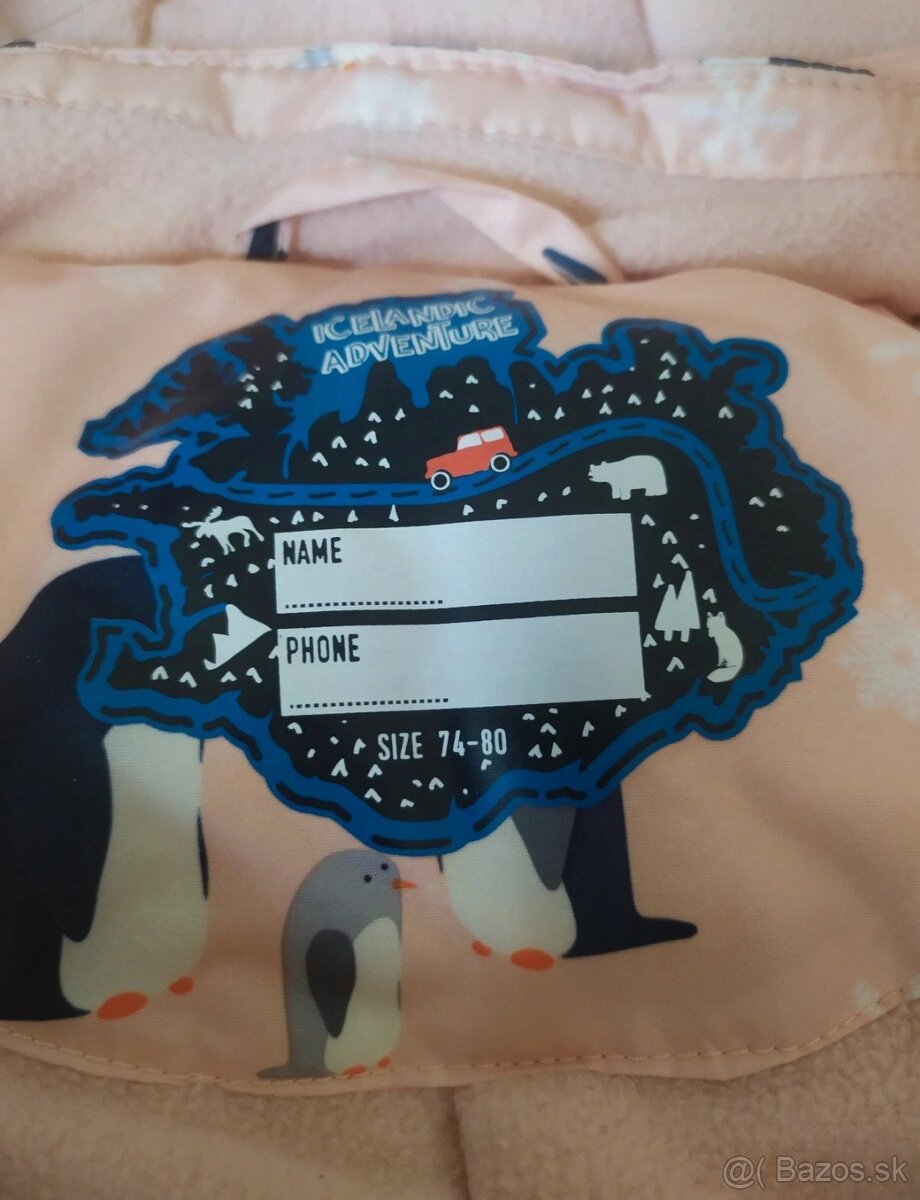 ICELANDIC
ADVENTURE
NAME
PHONE
SIZE 74-80
@( Bazos.sk